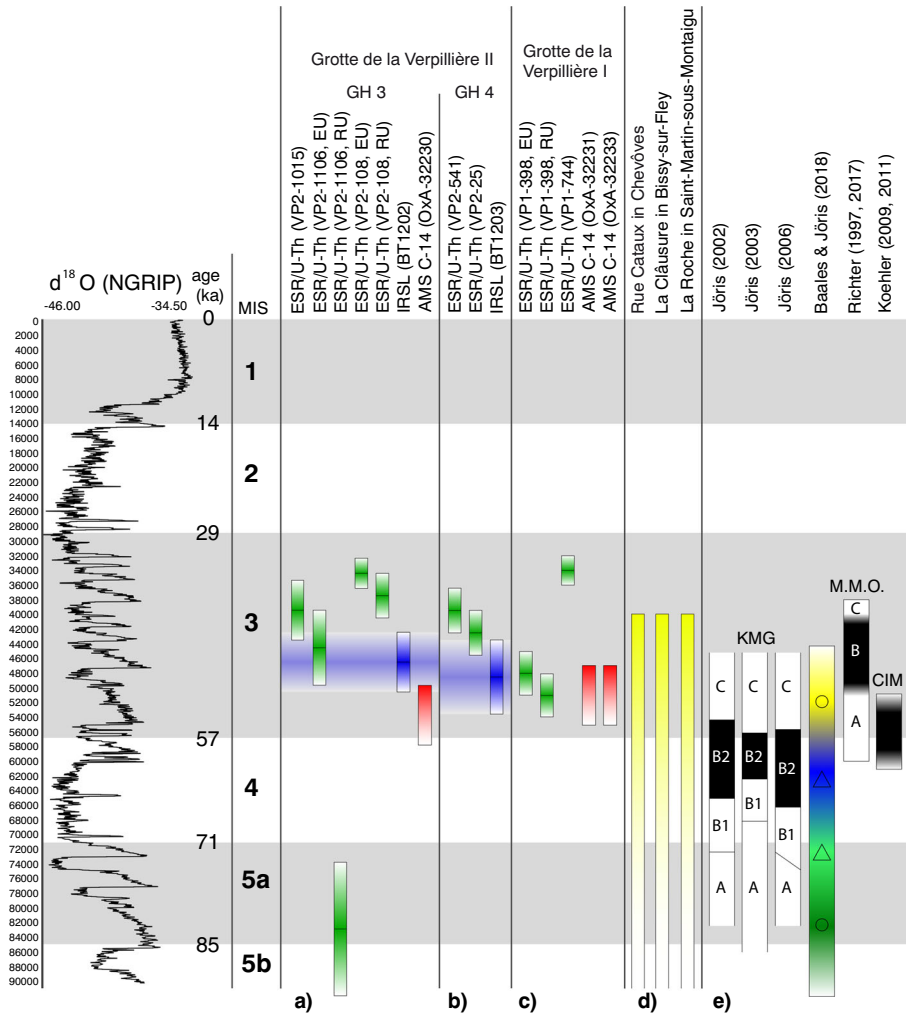 Grotte de la Verpillière II
Grotte de la
Verpillière I
GH 3
GH 4
ESR/U-Th (VP2-1015)
ESR/U-Th (VP2-1106, EU)
ESR/U-Th (VP2-1106, RU)
ESR/U-Th (VP2-108, EU)
ESR/U-Th (VP2-108, RU)
IRSL (BT1202)
AMS C-14 (OxA-32230)
ESR/U-Th (VP2-541)
ESR/U-Th (VP2-25)
IRSL (BT1203)
ESR/U-Th (VP1-398, EU)
ESR/U-Th (VP1-398, RU)
ESR/U-Th (VP1-744)
AMS C-14 (OxA-32231)
AMS C-14 (OxA-32233)
Rue Cataux in Chevôves
La Clâusure in Bissy-sur-Fley
La Roche in Saint-Martin-sous-Montaigu
Jöris (2002)
Jöris (2003)
Jöris (2006)
Baales & Jöris (2018)
Richter (1997, 2017)
Koehler (2009, 2011)
d18 O (NGRIP)
age
(ka)
MIS
-46.00
-34.50
0
2000
4000
6000
8000
10000
12000
14000
16000
18000
20000
22000
24000
26000
28000
30000
32000
34000
36000
38000
40000
42000
44000
46000
48000
50000
52000
54000
56000
58000
60000
62000
64000
66000
68000
70000
72000
74000
76000
78000
80000
82000
84000
86000
88000
90000
0
14
29
57
71
85
1
2
3
4
5a
5b
KMG
M.M.O.
CIM
C
B2
B1
A
C
B2
B1
A
C
B2
B1
A
C
B
A
a)
b)
c)
d)
e)